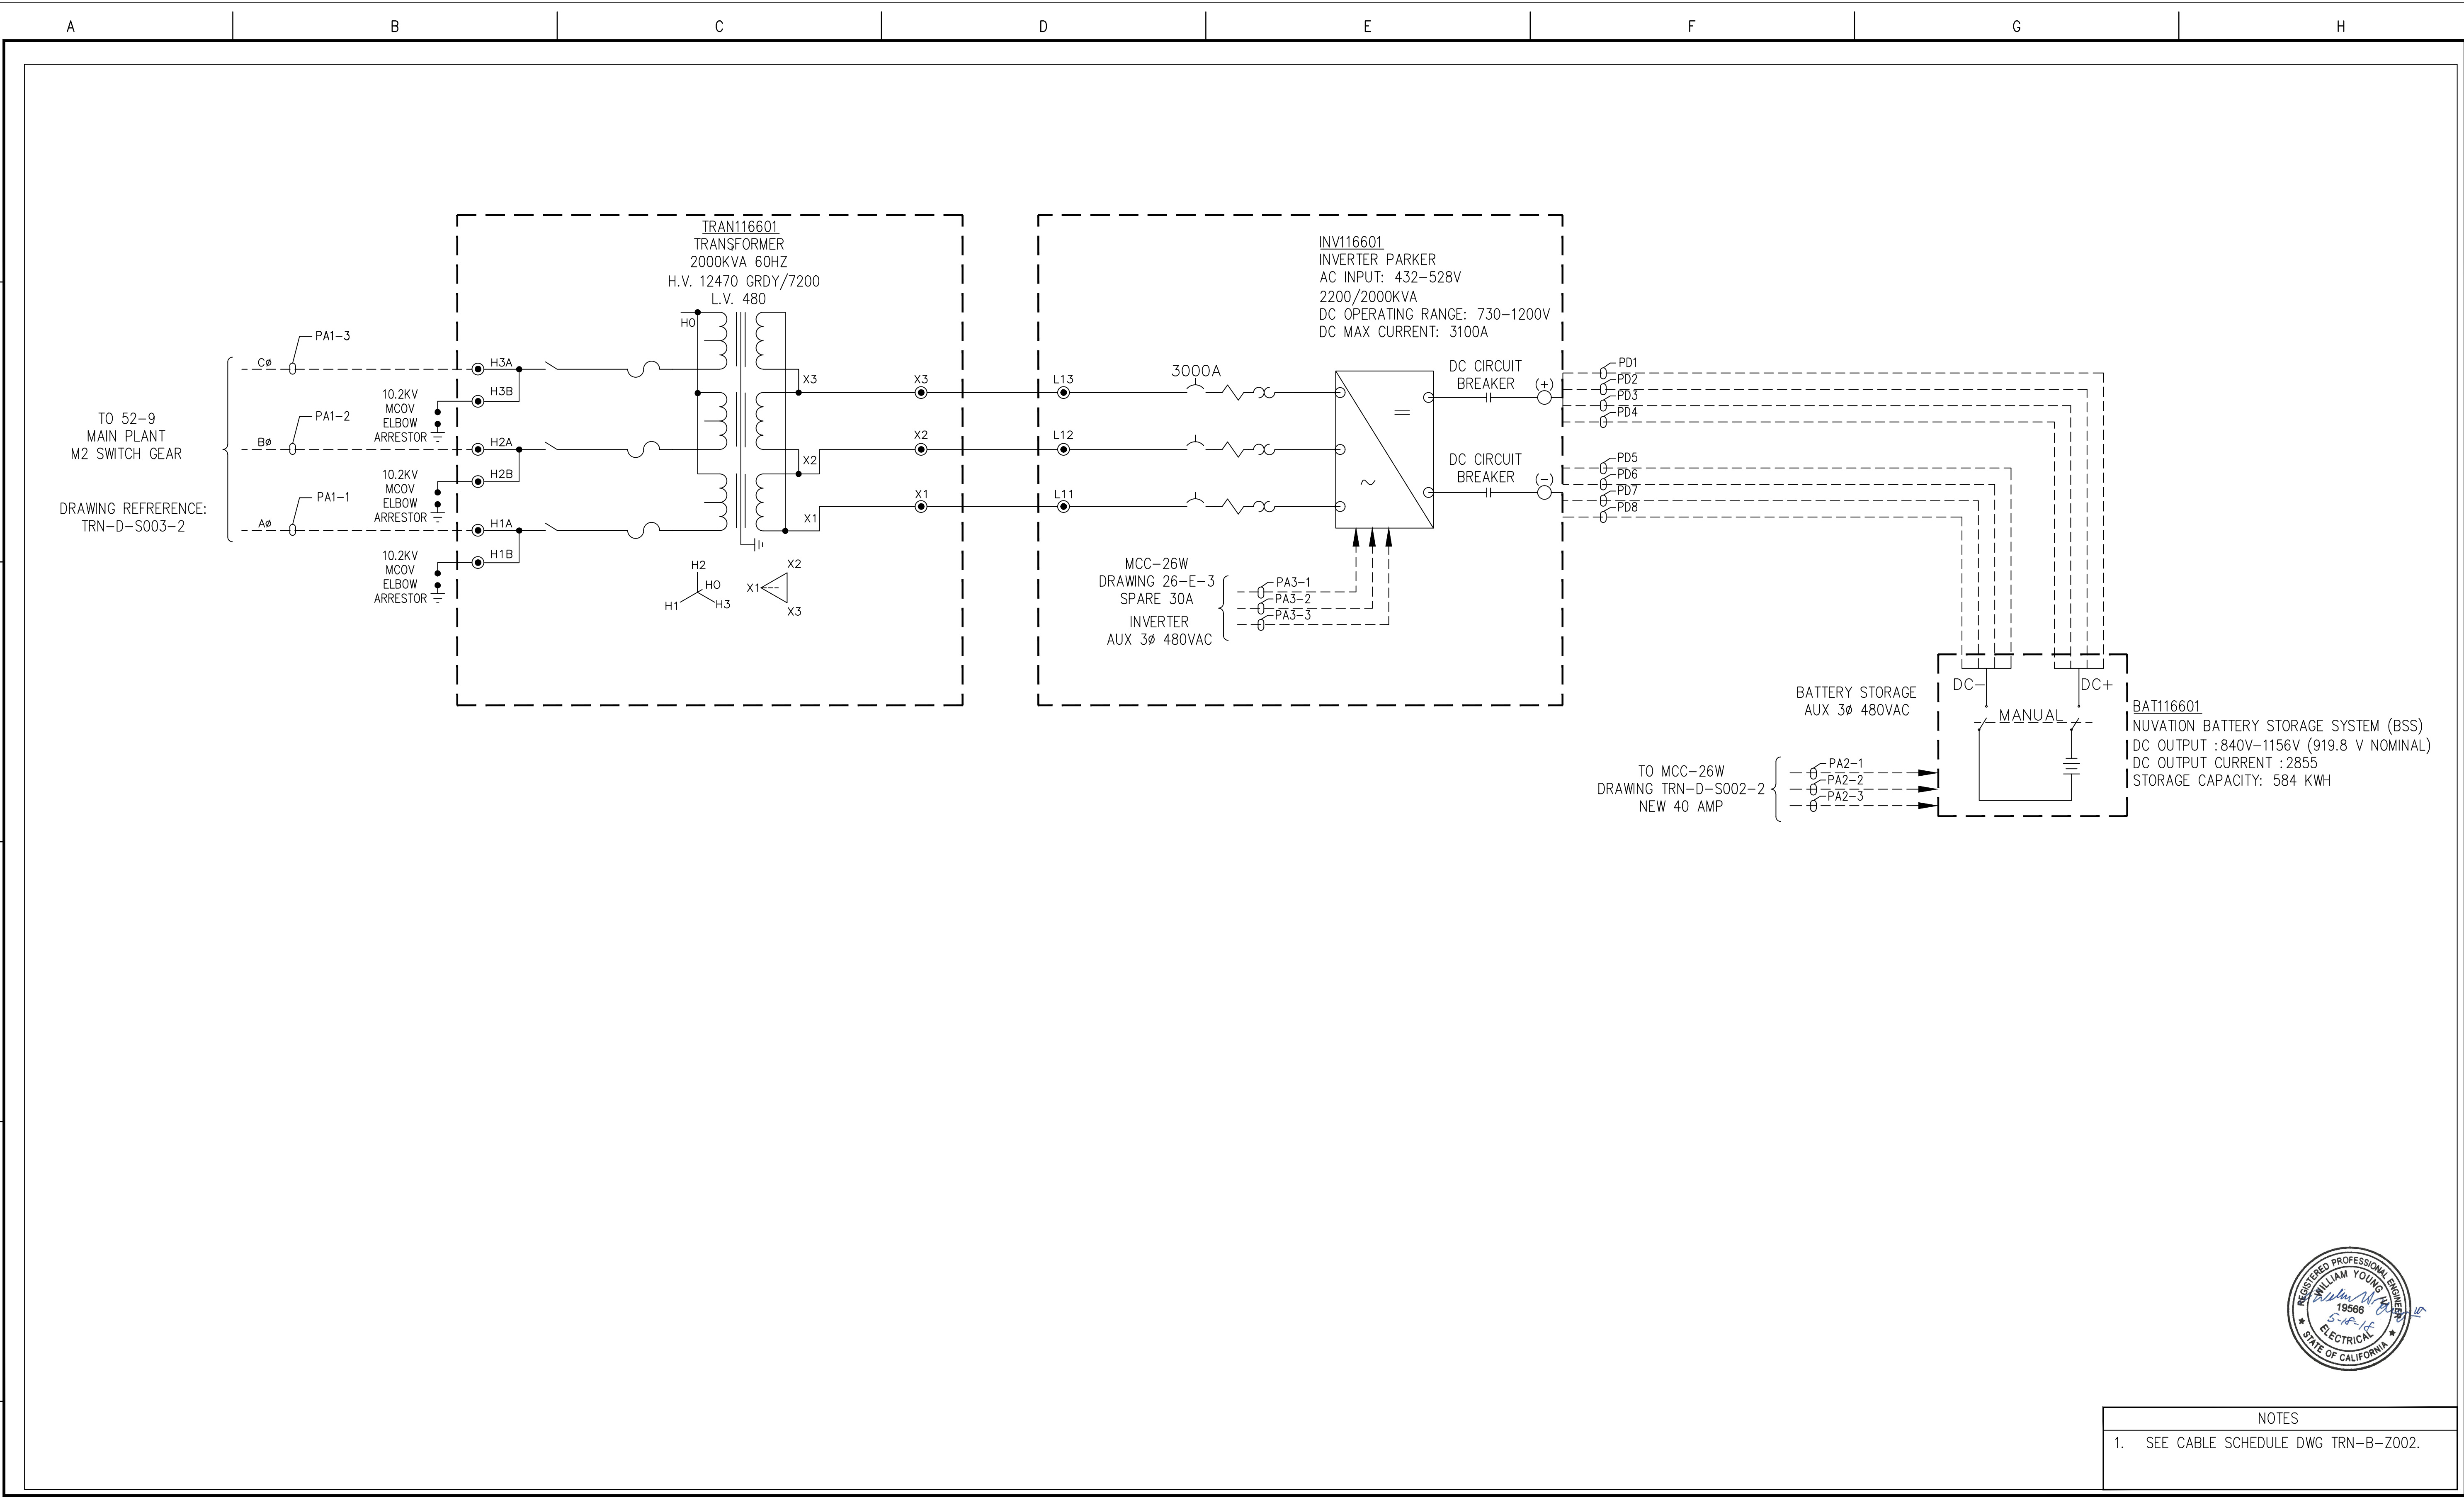 A B C D E F G H
TRAN116601
TRANSFORMER
2000KVA 60HZ
H.V. 12470 GRDY/7200
L.V. 480
H0
INV116601
INVERTER PARKER
AC INPUT: 432-528V
2200/2000KVA
DC OPERATING RANGE: 730-1200V
DC MAX CURRENT: 3100A
TO 52-9
MAIN PLANT
M2 SWITCH GEAR
DRAWING REFRERENCE:
TRN-D-S003-2
CØ
PA1-3
H3A
H3B
10.2KV
MCOV
ELBOW
ARRESTOR
BØ
PA1-2
H2A
H2B
10.2KV
MCOV
ELBOW
ARRESTOR
AØ
PA1-1
H1A
H1B
10.2KV
MCOV
ELBOW
ARRESTOR
X3
X2
X1
H2
H0
H1
H3
X2
X1
X3
X3
X2
X1
L13
L12
L11
3000A
DC CIRCUIT
BREAKER
(+)
DC CIRCUIT
BREAKER
(-)
PD1
PD2
PD3
PD4
PD5
PD6
PD7
PD8
MCC-26W
DRAWING 26-E-3
SPARE 30A
INVERTER
AUX 3Ø 480VAC
PA3-1
PA3-2
PA3-3
BATTERY STORAGE
AUX 3Ø 480VAC
TO MCC-26W
DRAWING TRN-D-S002-2
NEW 40 AMP
PA2-1
PA2-2
PA2-3
DC-
DC+
MANUAL
BAT116601
NUVATION BATTERY STORAGE SYSTEM (BSS)
DC OUTPUT :840V-1156V (919.8 V NOMINAL)
DC OUTPUT CURRENT :2855
STORAGE CAPACITY: 584 KWH
REGISTERED PROFESSIONAL ENGINEER
WILLIAM YOUNG
19566
5-18-18
ELECTRICAL
STATE OF CALIFORNIA
NOTES
1. SEE CABLE SCHEDULE DWG TRN-B-Z002.